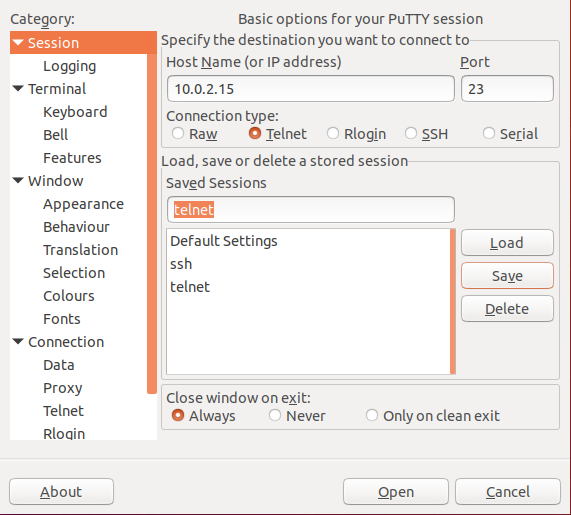 Category:
Basic options for your PuTTY session
Session
Logging
Terminal
Keyboard
Bell
Features
Window
Appearance
Behaviour
Translation
Selection
Colours
Fonts
Connection
Data
Proxy
Telnet
Rlogin
Specify the destination you want to connect to
Host Name (or IP address)
Port
10.0.2.15
23
Connection type:
Raw
Telnet
Rlogin
SSH
Serial
Load, save or delete a stored session
Saved Sessions
telnet
Default Settings
ssh
telnet
Load
Save
Delete
Close window on exit:
Always
Never
Only on clean exit
About
Open
Cancel